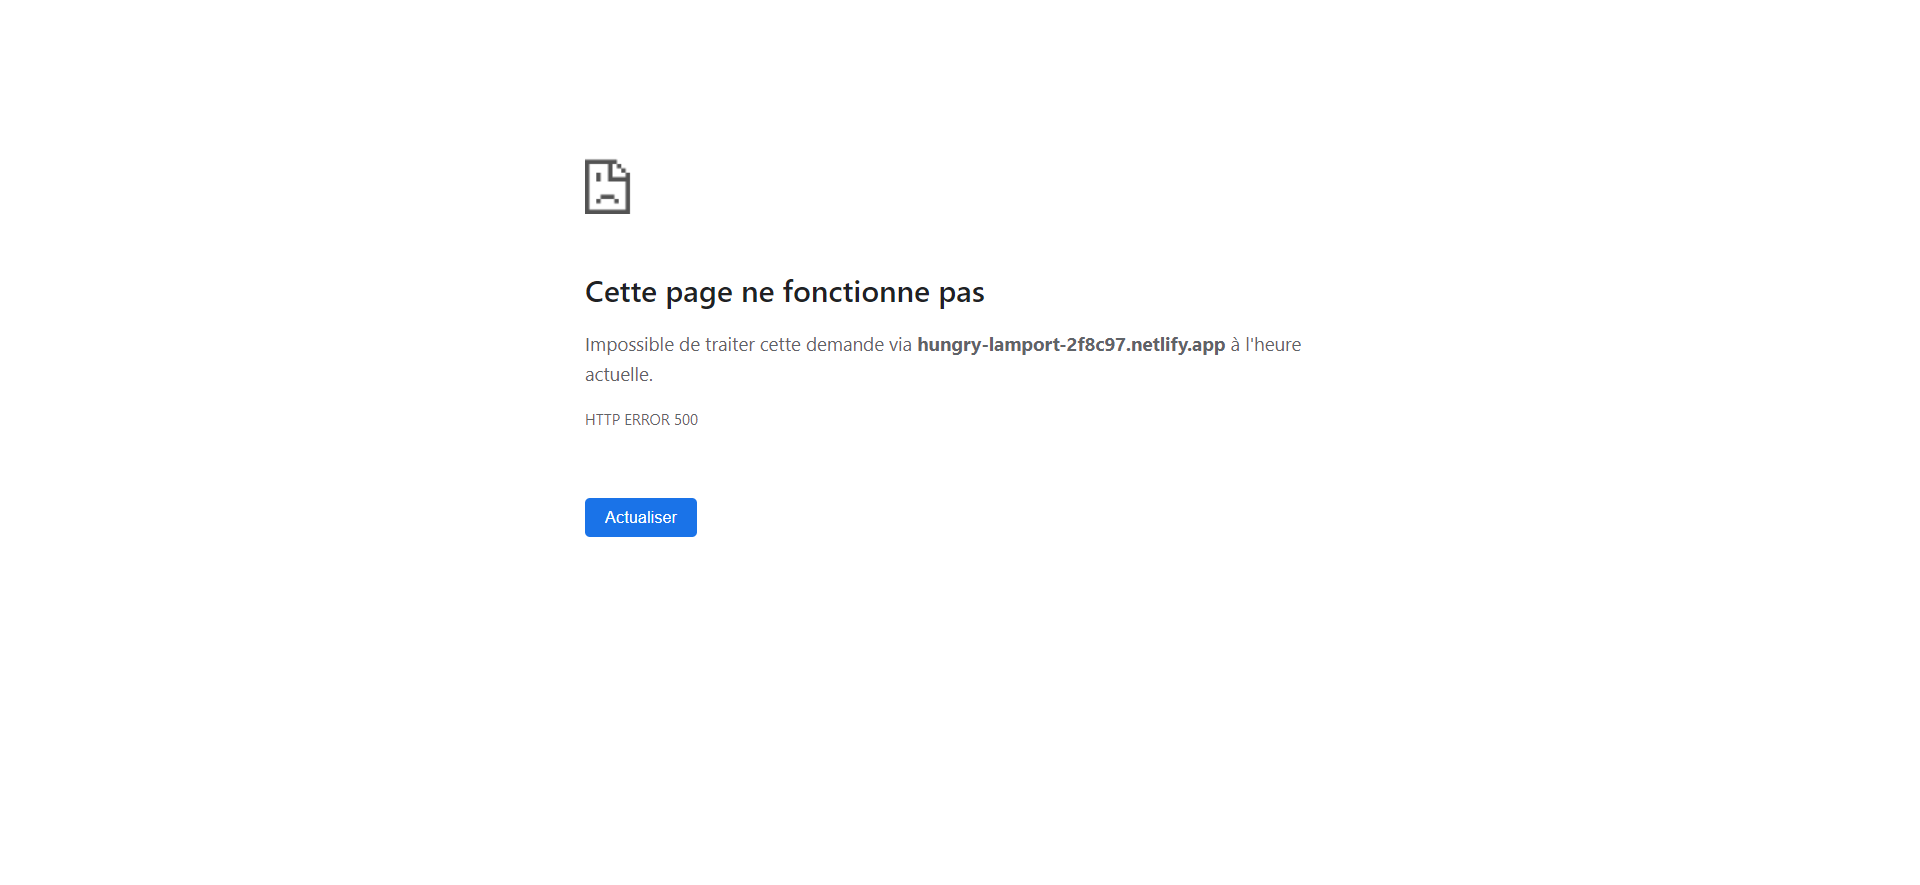 Cette page ne fonctionne pas
Impossible de traiter cette demande via hungry-lamport-2f8c97.netlify.app à l'heure
actuelle.
HTTP ERROR 500
Actualiser